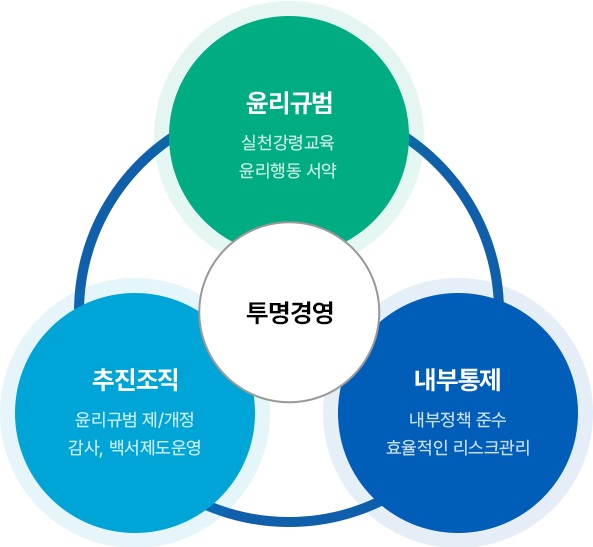 윤리규범
실천강령교육
윤리행동 서약
투명경영
추진조직
윤리규범 제/개정
감사, 백서제도운영
내부통제
내부정책 준수
효율적인 리스크관리